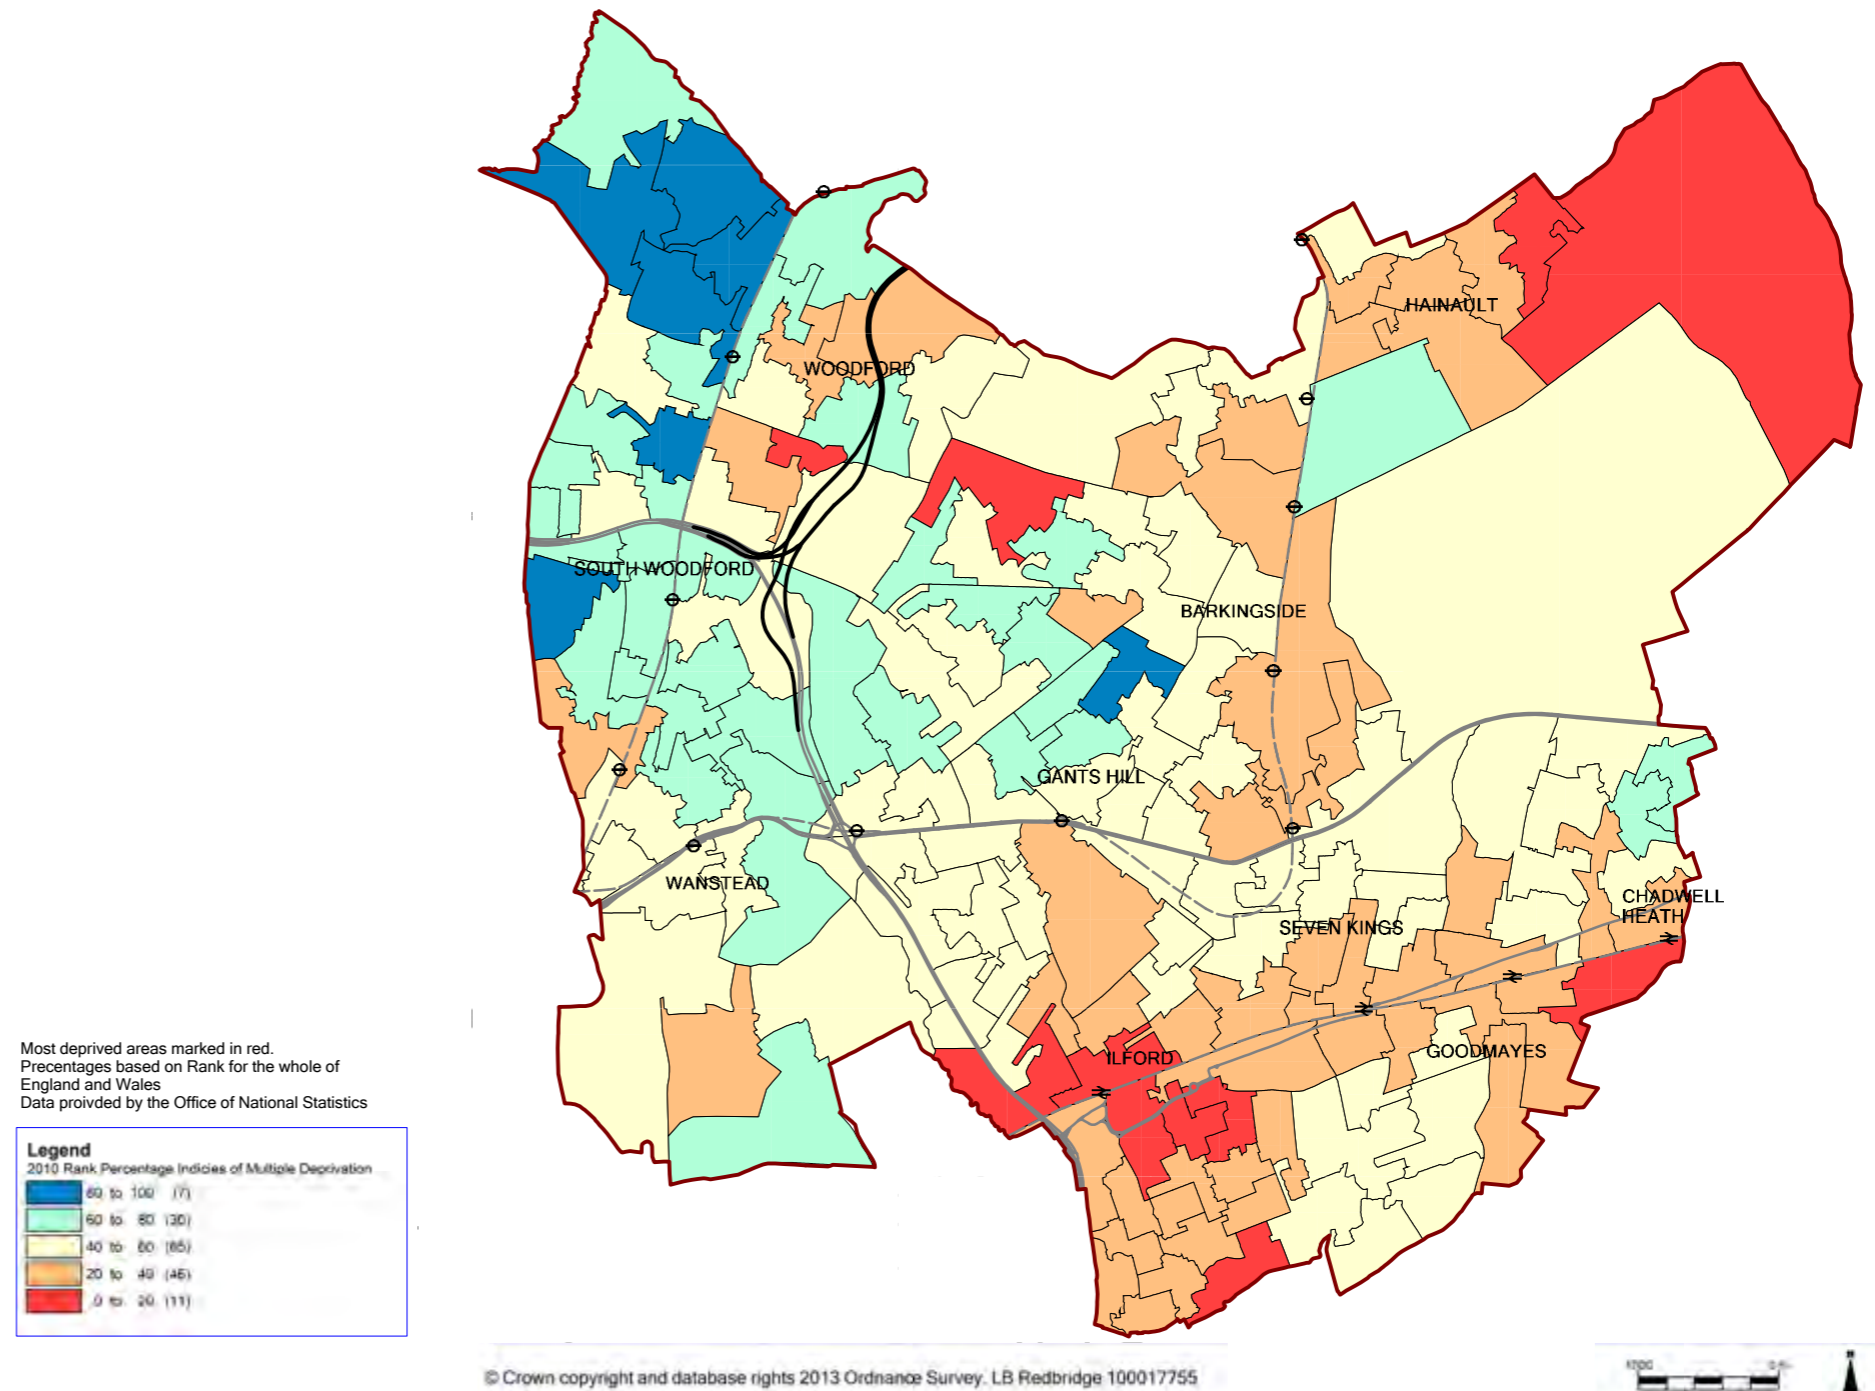 HAINAULT
WOODFORD
SOUTH WOODFORD
BARKINGSIDE
GANTS HILL
WANSTEAD
CHADWELL
HEATH
SEVEN KINGS
GOODMAYES
ILFORD
Most deprived areas marked in red.
Precentages based on Rank for the whole of
England and Wales
Data proivded by the Office of National Statistics
Legend
2010 Rank Percentage Indicies of Multiple Deprivation
to 100 (7)
60 to 80 (30)
40 to 60 (65)
20 to 40
0 to 20 (11)
© Crown copyright and database rights 2013 Ordnance Survey. LB Redbridge 100017755